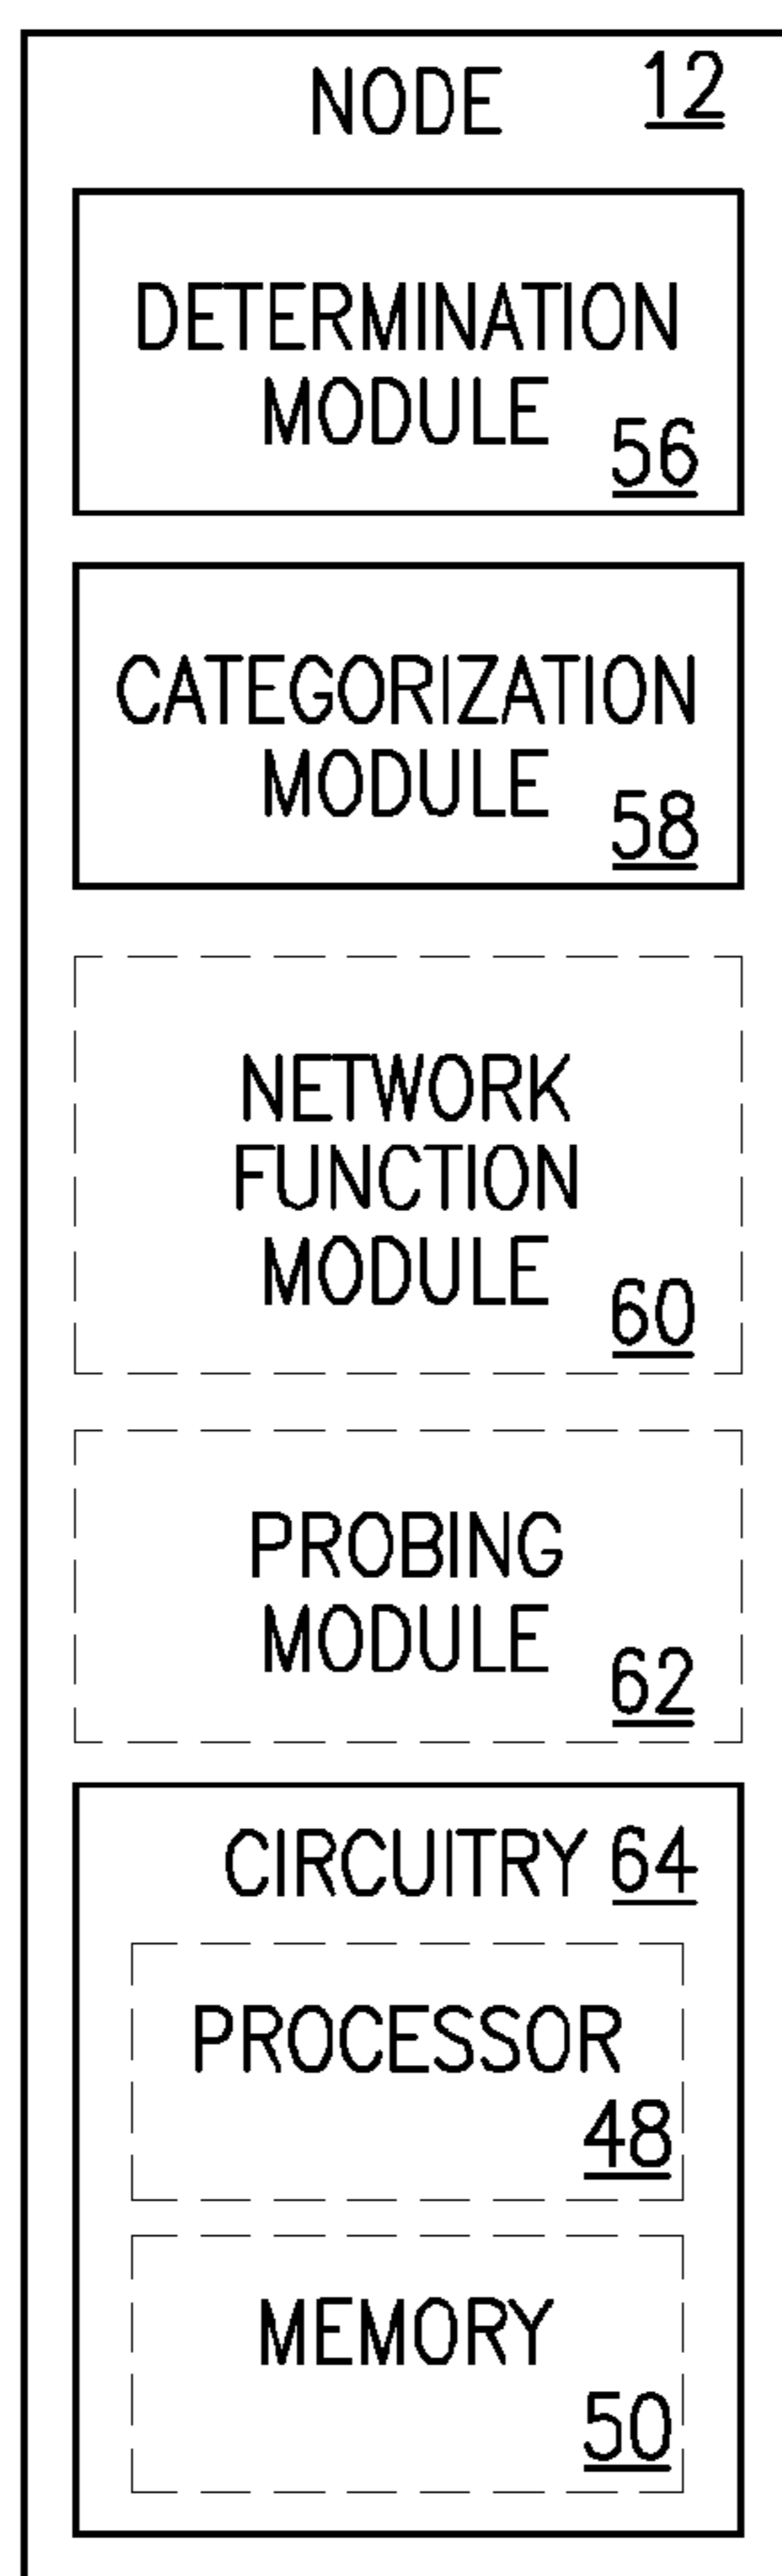 NODE 12
DETERMINATION
MODULE
56
CATEGORIZATION
MODULE
58
NETWORK
FUNCTION
MODULE
60
PROBING
MODULE
62
CIRCUITRY 64
PROCESSOR
48
MEMORY
50